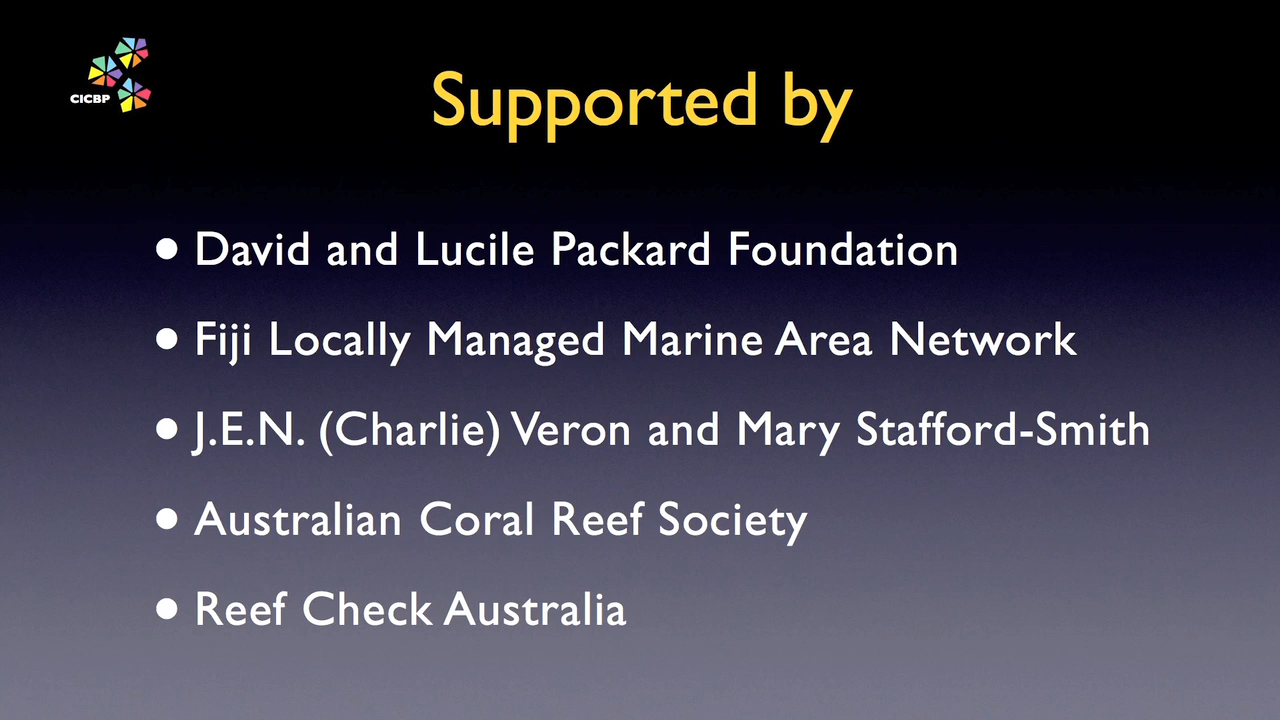 CICBP
Supported by
• David and Lucile Packard Foundation
• Fiji Locally Managed Marine Area Network
• J.E.N. (Charlie) Veron and Mary Stafford-Smith
• Australian Coral Reef Society
• Reef Check Australia